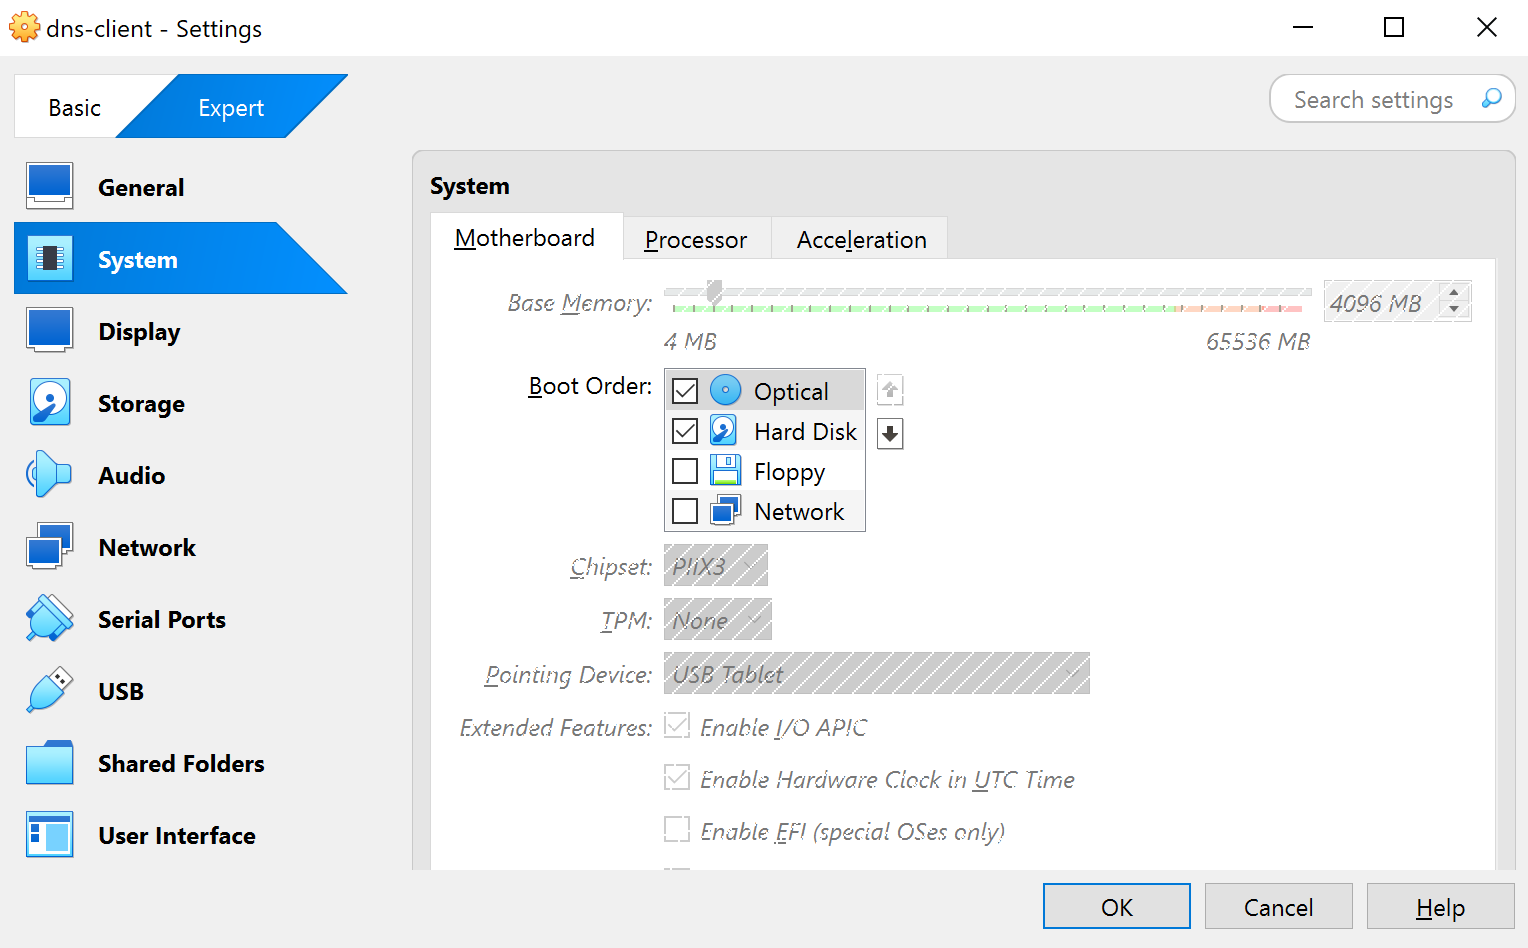 dns-client - Settings
Basic
Expert
Search settings
General
System
Display
Storage
Audio
Network
Serial Ports
USB
Shared Folders
User Interface
System
Motherboard
Processor
Acceleration
Base Memory:
4096 MB
4 MB
65536 MB
Boot Order:
Optical
Hard Disk
Floppy
Network
Chipset:
PIIX3
TPM:
None
Pointing Device:
USB Tablet
Extended Features:
Enable I/O APIC
Enable Hardware Clock in UTC Time
Enable EFI (special OSes only)
OK
Cancel
Help